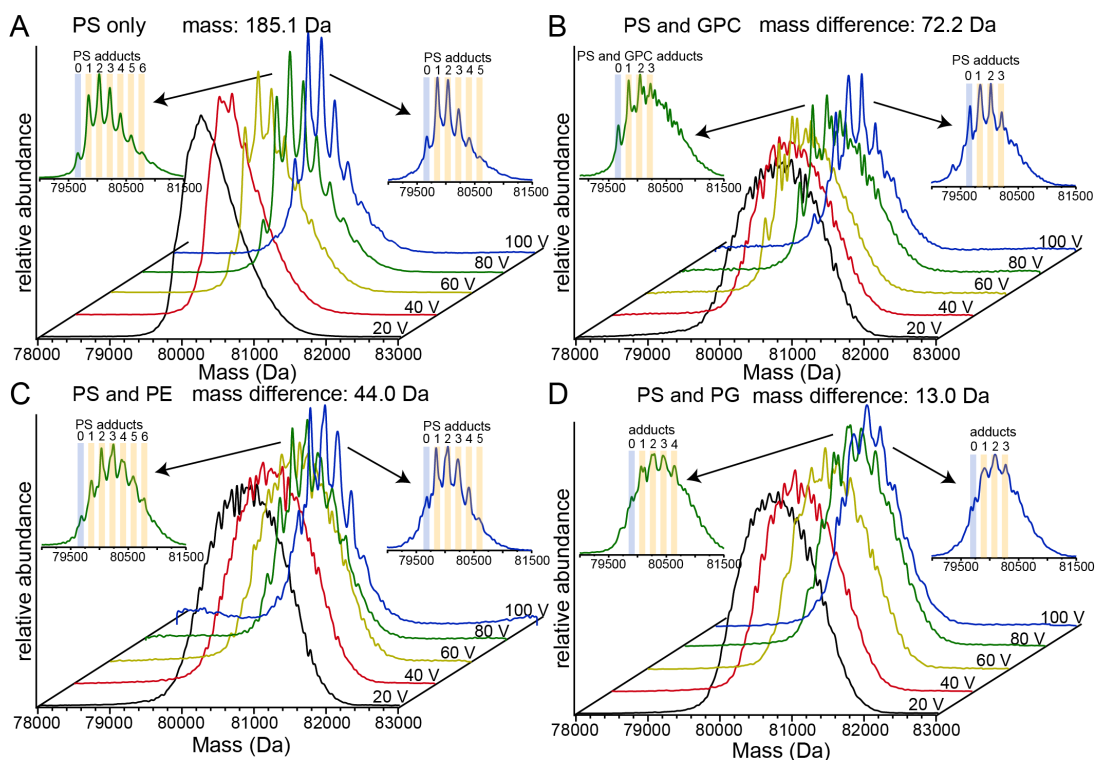 A PS only mass: 185.1 Da
PS adducts
0 1 2 3 4 5 6
79500 80500 81500
PS adducts
0 1 2 3 4 5
79500 80500 81500
relative abundance
100 V
80 V
60 V
40 V
20 V
78000 79000 80000 81000 82000 83000
Mass (Da)
B PS and GPC mass difference: 72.2 Da
PS and GPC adducts
0 1 2 3
79500 80500 81500
PS adducts
0 1 2 3
79500 80500 81500
relative abundance
100 V
80 V
60 V
40 V
20 V
78000 79000 80000 81000 82000 83000
Mass (Da)
C PS and PE mass difference: 44.0 Da
PS adducts
0 1 2 3 4 5 6
79500 80500 81500
PS adducts
0 1 2 3 4 5
79500 80500 81500
relative abundance
100 V
80 V
60 V
40 V
20 V
78000 79000 80000 81000 82000 83000
Mass (Da)
D PS and PG mass difference: 13.0 Da
adducts
0 1 2 3 4
79500 80500 81500
adducts
0 1 2 3
79500 80500 81500
relative abundance
100 V
80 V
60 V
40 V
20 V
78000 79000 80000 81000 82000 83000
Mass (Da)